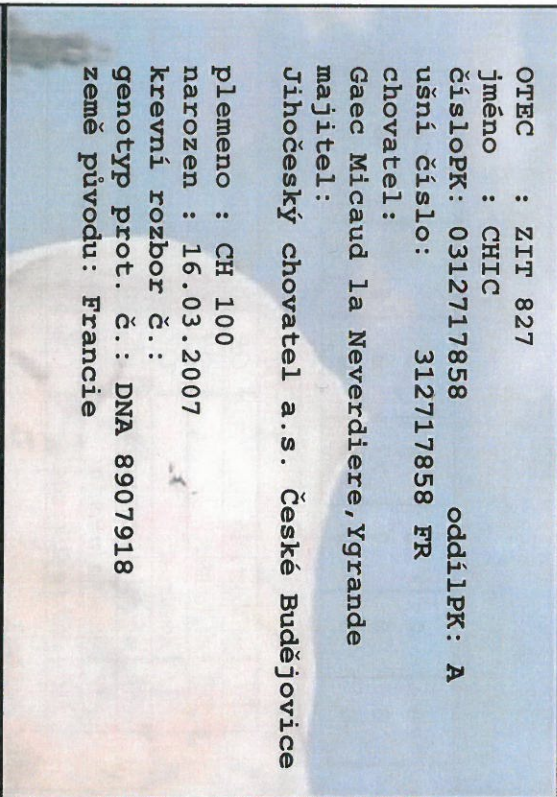 OTEC : ZIT 827
jméno : CHIC
čísloPK: 0312717858 oddílPK: A
ušní číslo: 312717858 FR
chovatel:
Gaec Micaud la Neverdiere,Ygrande
majitel:
Jihočeský chovatel a.s. České Budějovice
plemeno : CH 100
narozen : 16.03.2007
krevní rozbor č.:
genotyp prot. č.: DNA 8907918
země původu: Francie